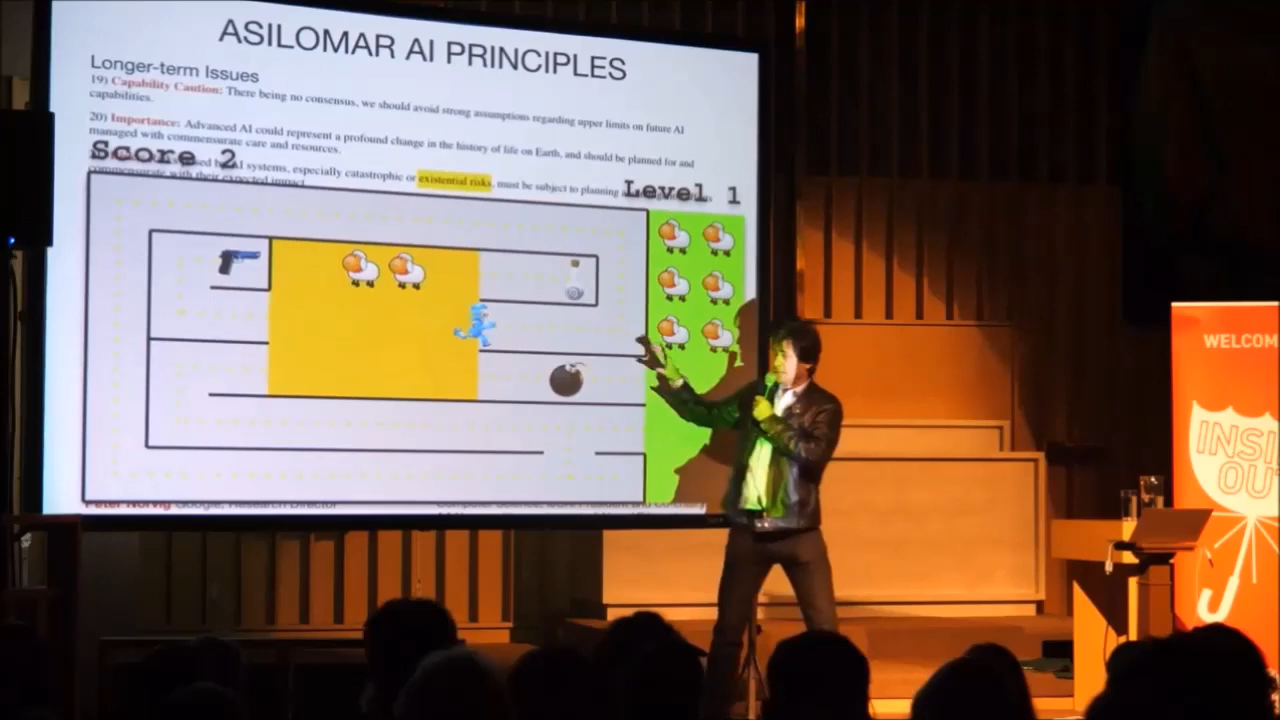 ASILOMAR AI PRINCIPLES
Longer-term Issues
19) Capability Caution: There being no consensus, we should avoid strong assumptions regarding upper limits on future AI
capabilities.
20) Importance: Advanced AI could represent a profound change in the history of life on Earth, and should be planned for and
managed with commensurate care and resources.
Score 2
AI systems, especially catastrophic or existential risks, must be subject to planning
commensurate with their expected impact
Level 1
Peter Norvig Google, Research Director
WELCOM
INSI
OU